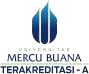 UNIVERSITAS
MERCU BUANA
TERAKREDITASI - A